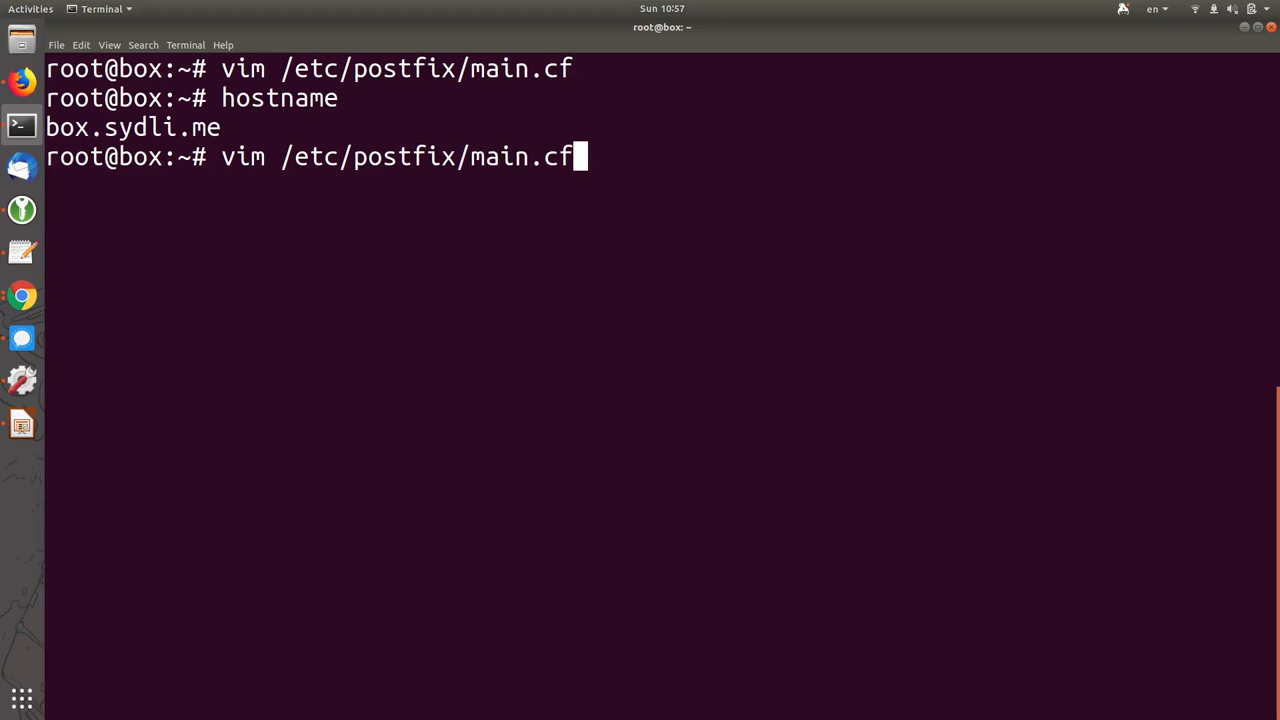 Activities
Terminal
Sun 10:57
en
root@box: ~
File Edit View Search Terminal Help
root@box:~# vim /etc/postfix/main.cf
root@box:~# hostname
box.sydli.me
root@box:~# vim /etc/postfix/main.cf